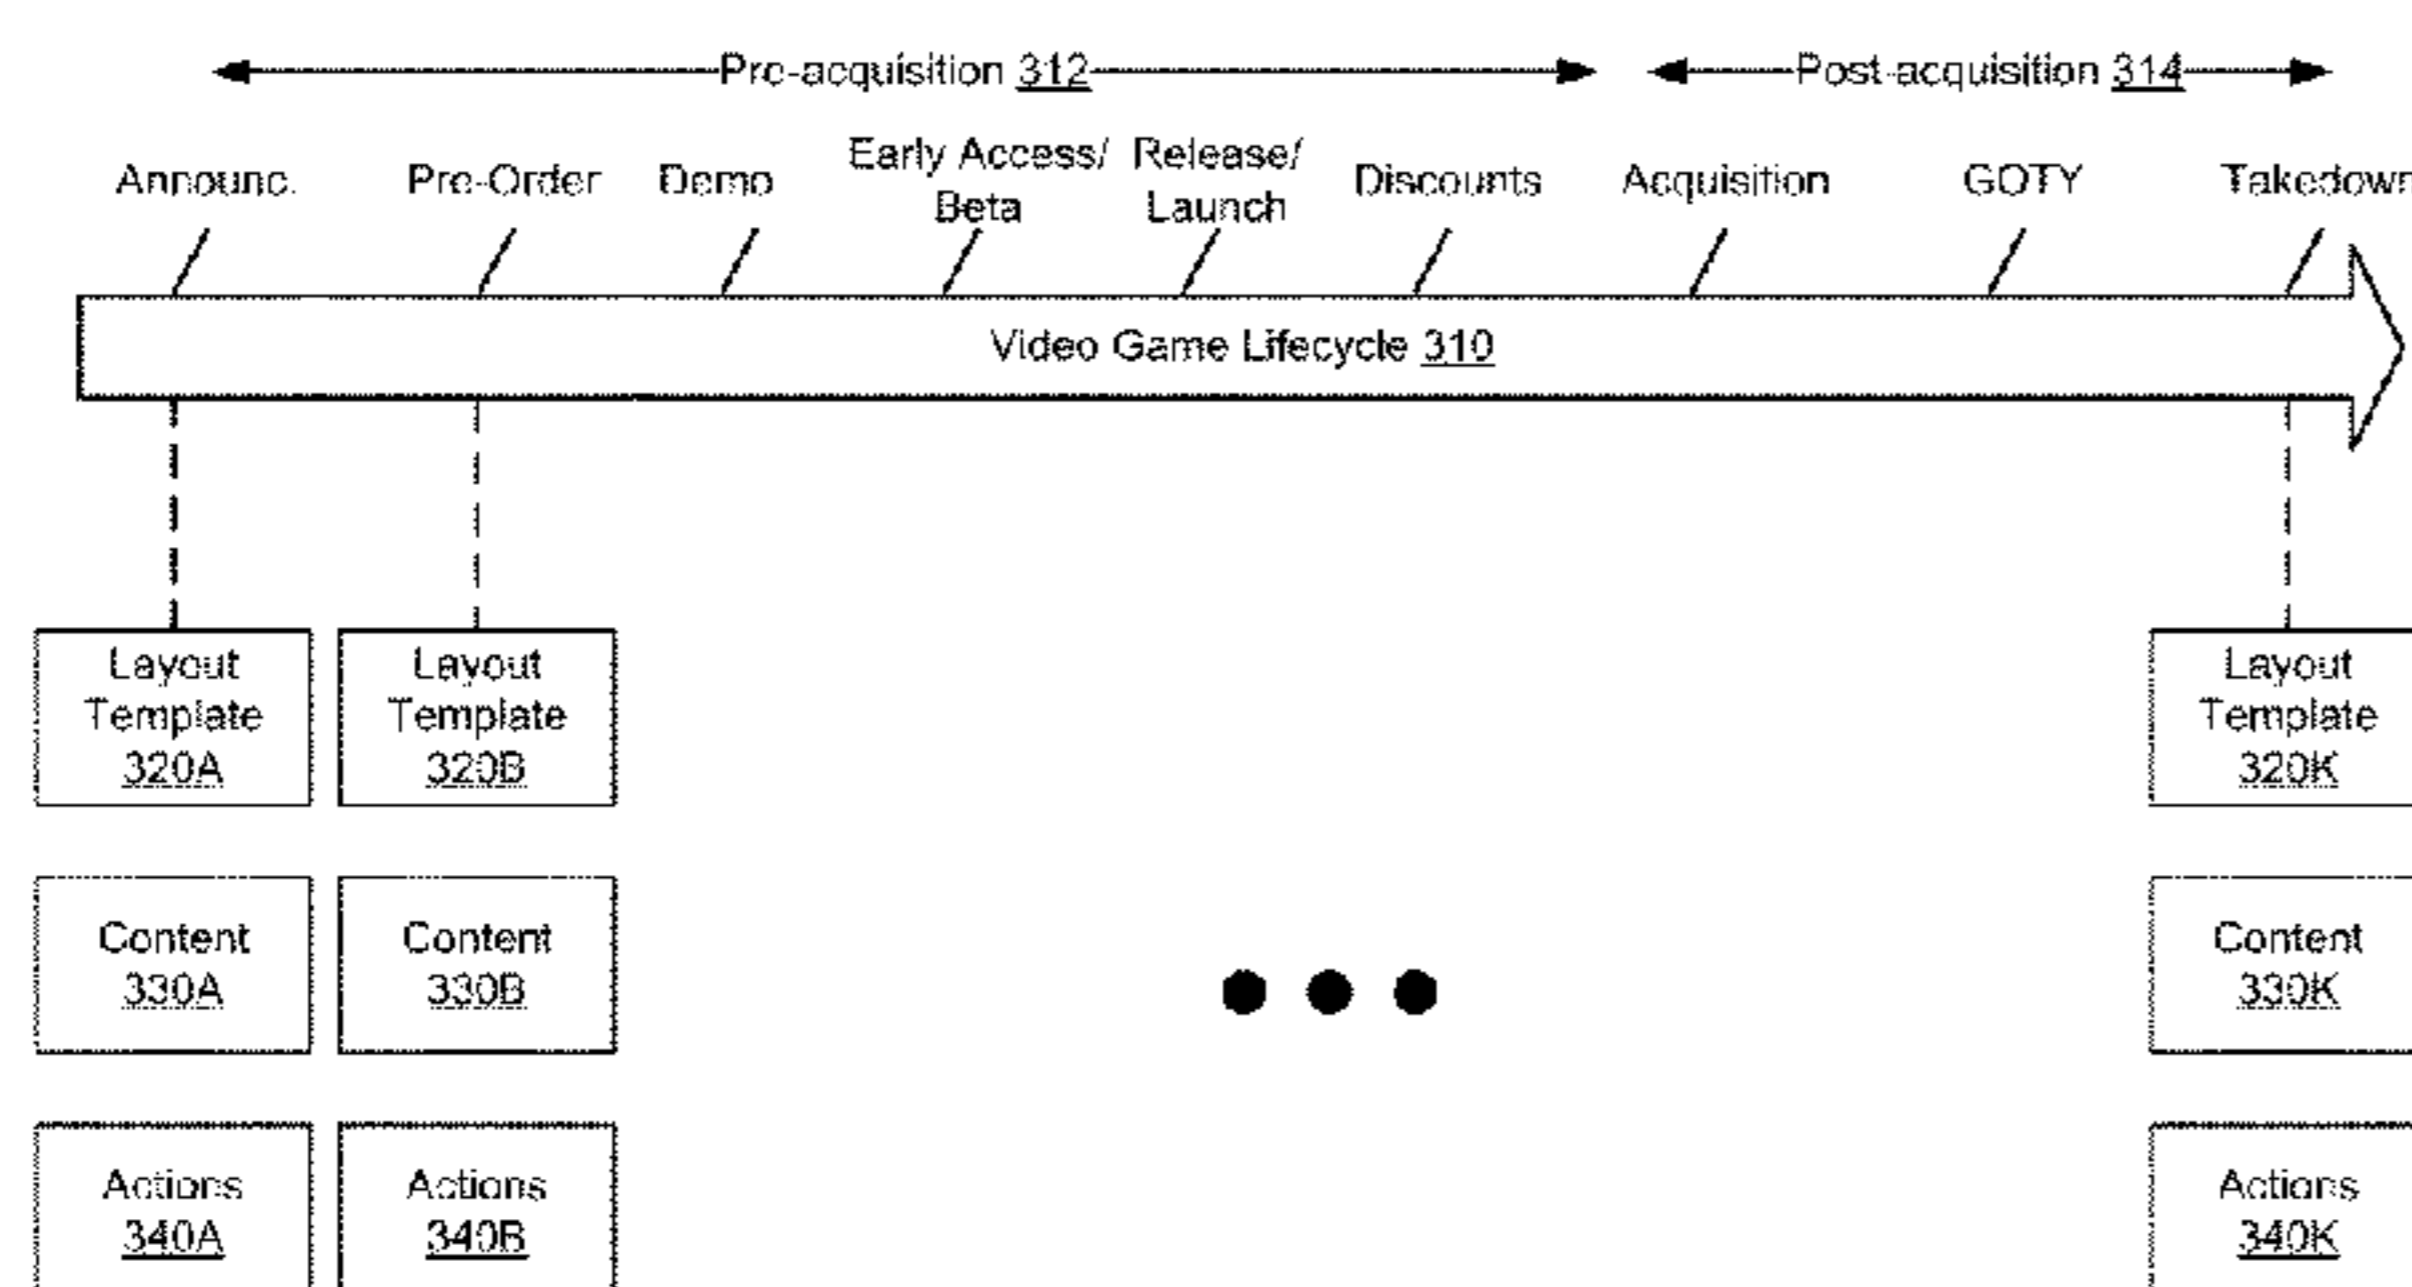 Pre-acquisition 312
Post-acquisition 314
Announc.
Pre-Order
Demo
Early Access/
Beta
Release/
Launch
Discounts
Acquisition
GOTY
Takedown
Video Game Lifecycle 310
Layout
Template
320A
Layout
Template
320B
Layout
Template
320K
Content
330A
Content
330B
Content
330K
Actions
340A
Actions
340B
Actions
340K